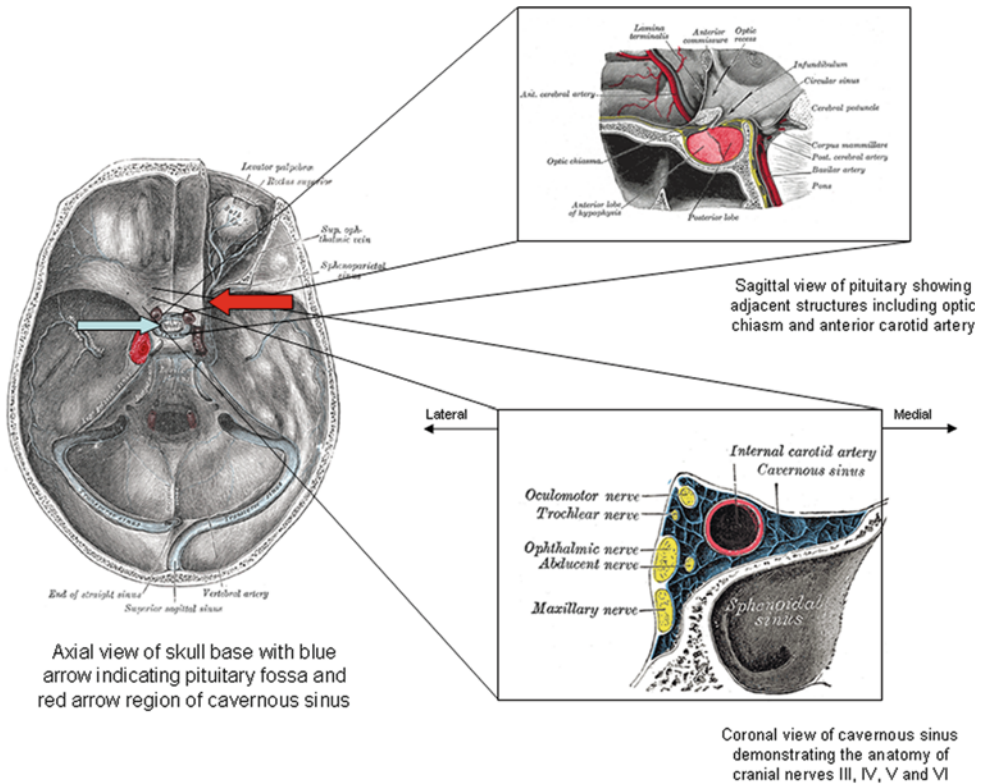 Lamina
terminalis
Anterior
commissure
Optic
recess
Infundibulum
Circular sinus
Ant. cerebral artery
Cerebral peduncle
Optic chiasma
Corpus mammillare
Post. cerebral artery
Basilar artery
Pons
Anterior lobe
of hypophysis
Posterior lobe
Sagittal view of pituitary showing
adjacent structures including optic
chiasm and anterior carotid artery
Levator palpebræ
Rectus superior
Sup. oph-
thalmic vein
Sphenoparietal
sinus
End of straight sinus
Superior sagittal sinus
Vertebral artery
Axial view of skull base with blue
arrow indicating pituitary fossa and
red arrow region of cavernous sinus
Lateral
Medial
Internal carotid artery
Cavernous sinus
Oculomotor nerve
Trochlear nerve
Ophthalmic nerve
Abducent nerve
Maxillary nerve
Sphenoidal
sinus
Coronal view of cavernous sinus
demonstrating the anatomy of
cranial nerves III, IV, V and VI